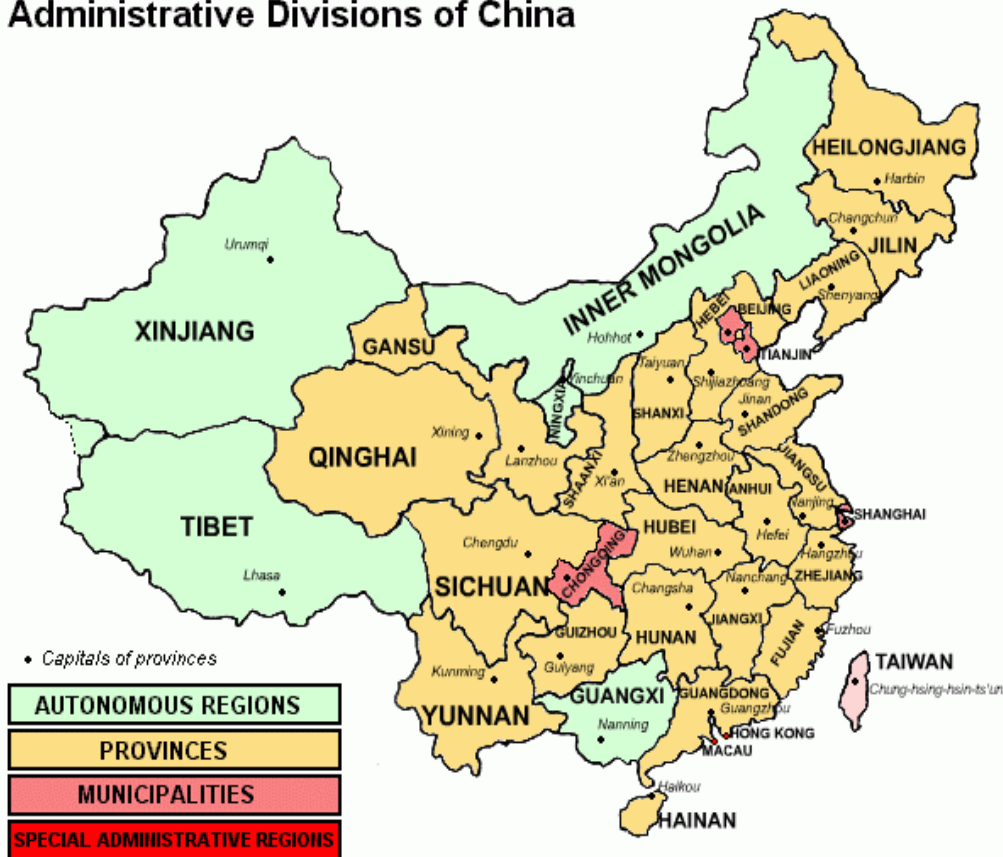 Administrative Divisions of China
HEILONGJIANG
Harbin
Changchun
JILIN
LIAONING
Shenyang
INNER MONGOLIA
Hohhot
Urumqi
XINJIANG
GANSU
HEBEI
BEIJING
TIANJIN
Taiyuan
Shijiazhuang
Yinchuan
NINGXIA
SHANXI
Jinan
SHANDONG
QINGHAI
Xining
Lanzhou
SHAANXI
Xi'an
Zhengzhou
HENAN
ANHUI
JIANGSU
Nanjing
SHANGHAI
TIBET
Lhasa
Chengdu
SICHUAN
CHONGQING
HUBEI
Wuhan
Hefei
Hangzhou
ZHEJIANG
Changsha
Nanchang
HUNAN
JIANGXI
GUIZHOU
Guiyang
FUJIAN
Fuzhou
Kunming
YUNNAN
GUANGXI
Nanning
GUANGDONG
Guangzhou
HONG KONG
MACAU
TAIWAN
Chung-hsing-hsin-ts'un
Haikou
HAINAN
Capitals of provinces
AUTONOMOUS REGIONS
PROVINCES
MUNICIPALITIES
SPECIAL ADMINISTRATIVE REGIONS